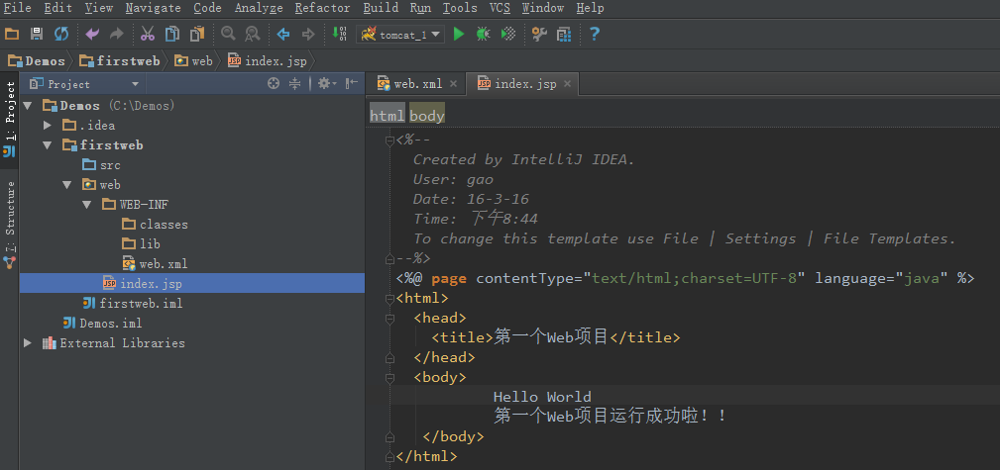 File Edit View Navigate Code Analyze Refactor Build Run Tools VCS Window Help
tomcat_1
Demos firstweb web index.jsp
1: Project
7: Structure
Project
Demos (C:\Demos)
.idea
firstweb
src
web
WEB-INF
classes
lib
web.xml
index.jsp
firstweb.iml
Demos.iml
External Libraries
web.xml index.jsp
html body
<%--
Created by IntelliJ IDEA.
User: gao
Date: 16-3-16
Time: 下午8:44
To change this template use File | Settings | File Templates.
--%>
<%@ page contentType="text/html;charset=UTF-8" language="java" %>
<html>
<head>
<title>第一个Web项目</title>
</head>
<body>
Hello World
第一个Web项目运行成功啦！！
</body>
</html>